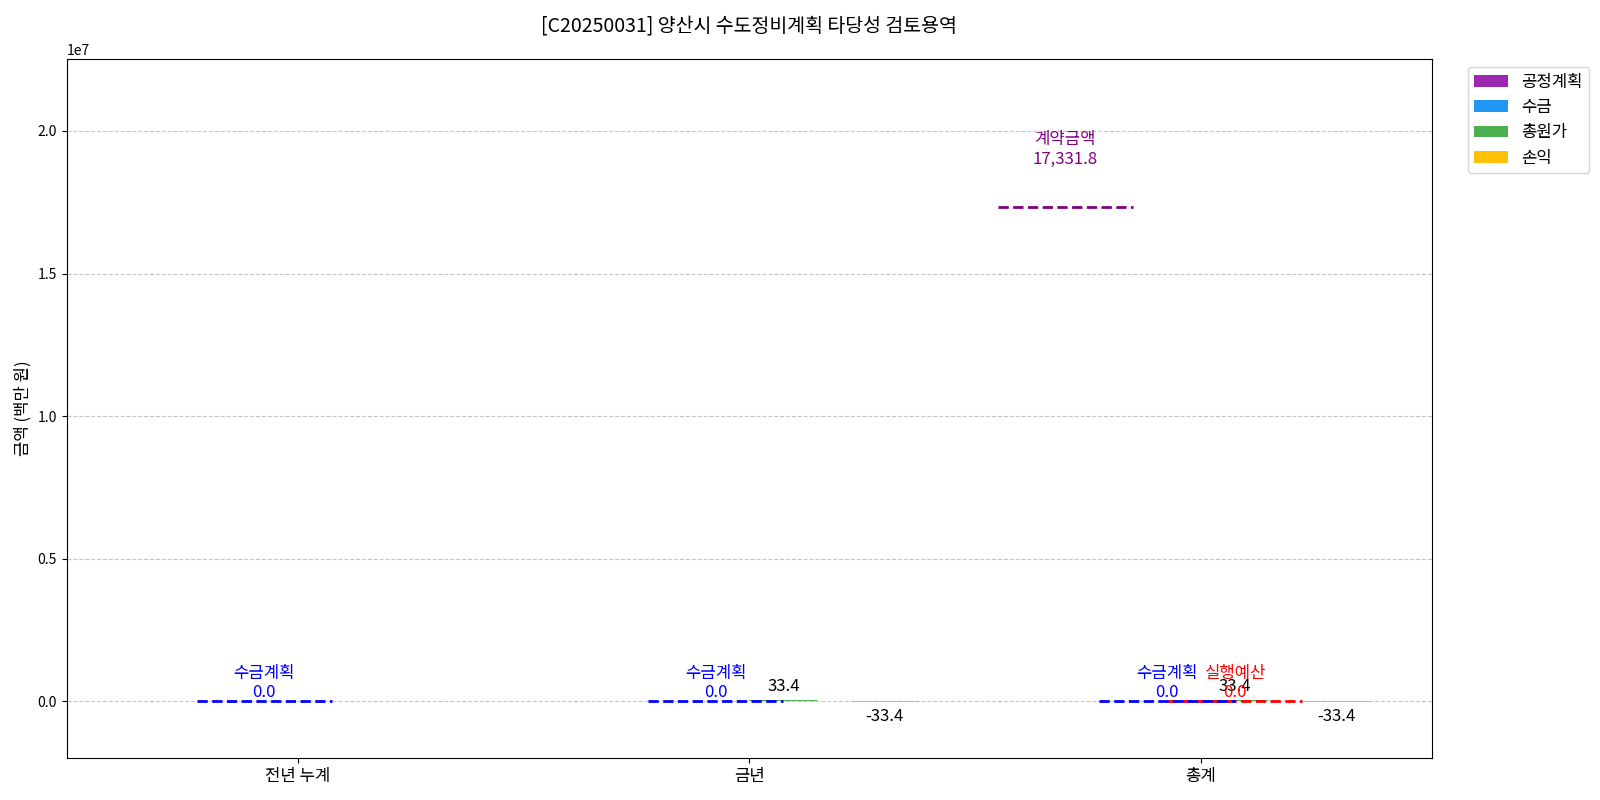 [C20250031] 양산시 수도정비계획 타당성 검토용역
1e7
공정계획
수금
총원가
손익
2.0
1.5
1.0
0.5
0.0
금액 (백만 원)
계약금액
17,331.8
수금계획
0.0
수금계획
0.0
33.4
-33.4
수금계획
0.0
실행예산
0.0
33.4
-33.4
전년 누계
금년
총계